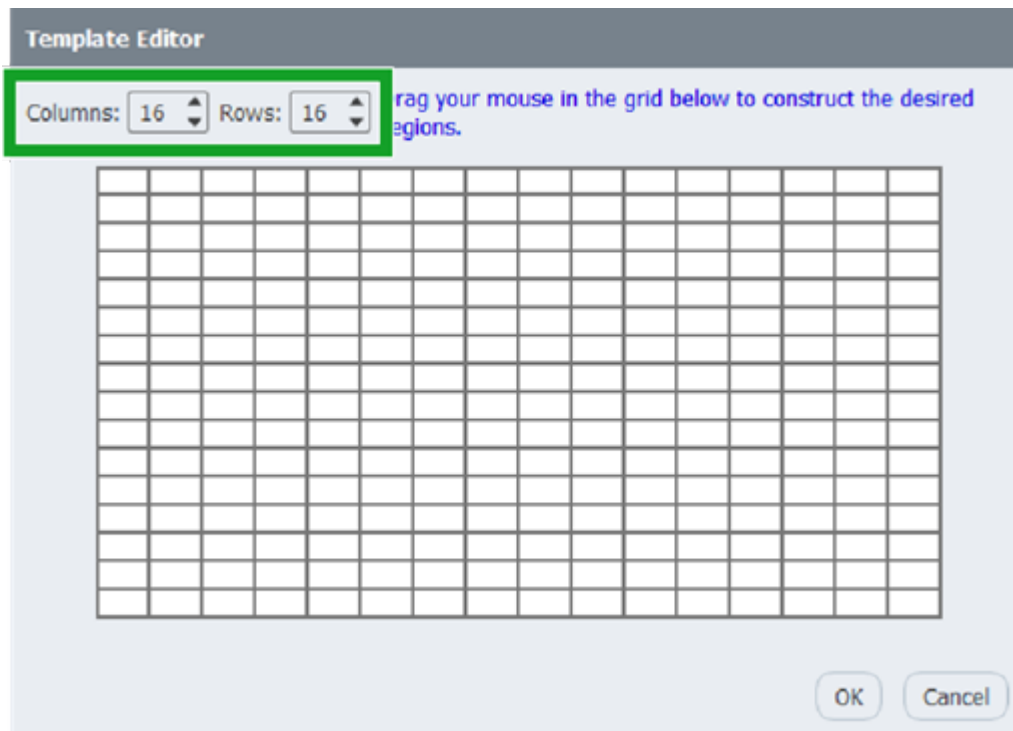 Template Editor
Columns: 16 Rows: 16 rag your mouse in the grid below to construct the desired
egions.
OK Cancel